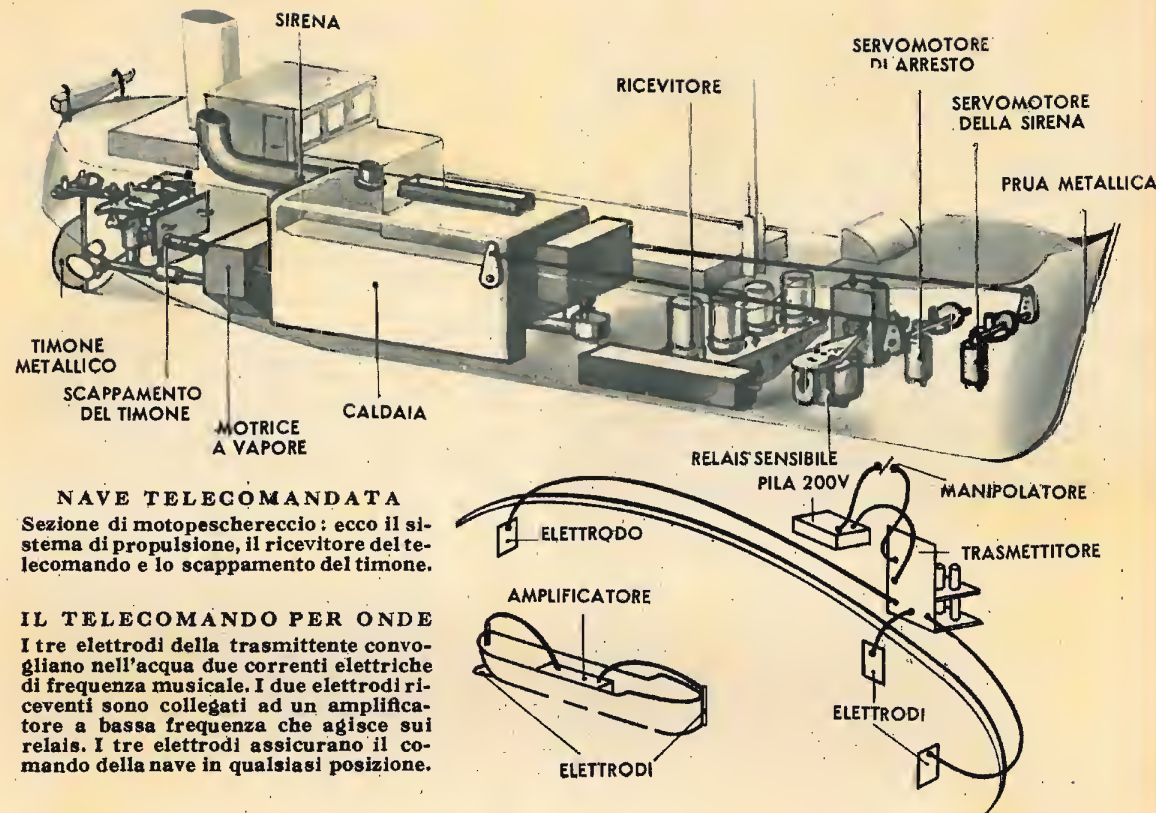 SIRENA
SERVOMOTORE
DI ARRESTO
RICEVITORE
SERVOMOTORE
DELLA SIRENA
PRUA METALLICA
TIMONE
METALLICO
SCAPPAMENTO
DEL TIMONE
MOTRICE
A VAPORE
CALDAIA
RELAIS SENSIBILE
PILA 200V
MANIPOLATORE
ELETTRODO
TRASMETTITORE
AMPLIFICATORE
ELETTRODI
ELETTRODI
NAVE TELECOMANDATA
Sezione di motopeschereccio: ecco il si-
stema di propulsione, il ricevitore del te-
lecomando e lo scappamento del timone.
IL TELECOMANDO PER ONDE
I tre elettrodi della trasmittente convo-
gliano nell'acqua due correnti elettriche
di frequenza musicale. I due elettrodi ri-
ceventi sono collegati ad un amplifica-
tore a bassa frequenza che agisce sui
relais. I tre elettrodi assicurano il co-
mando della nave in qualsiasi posizione.